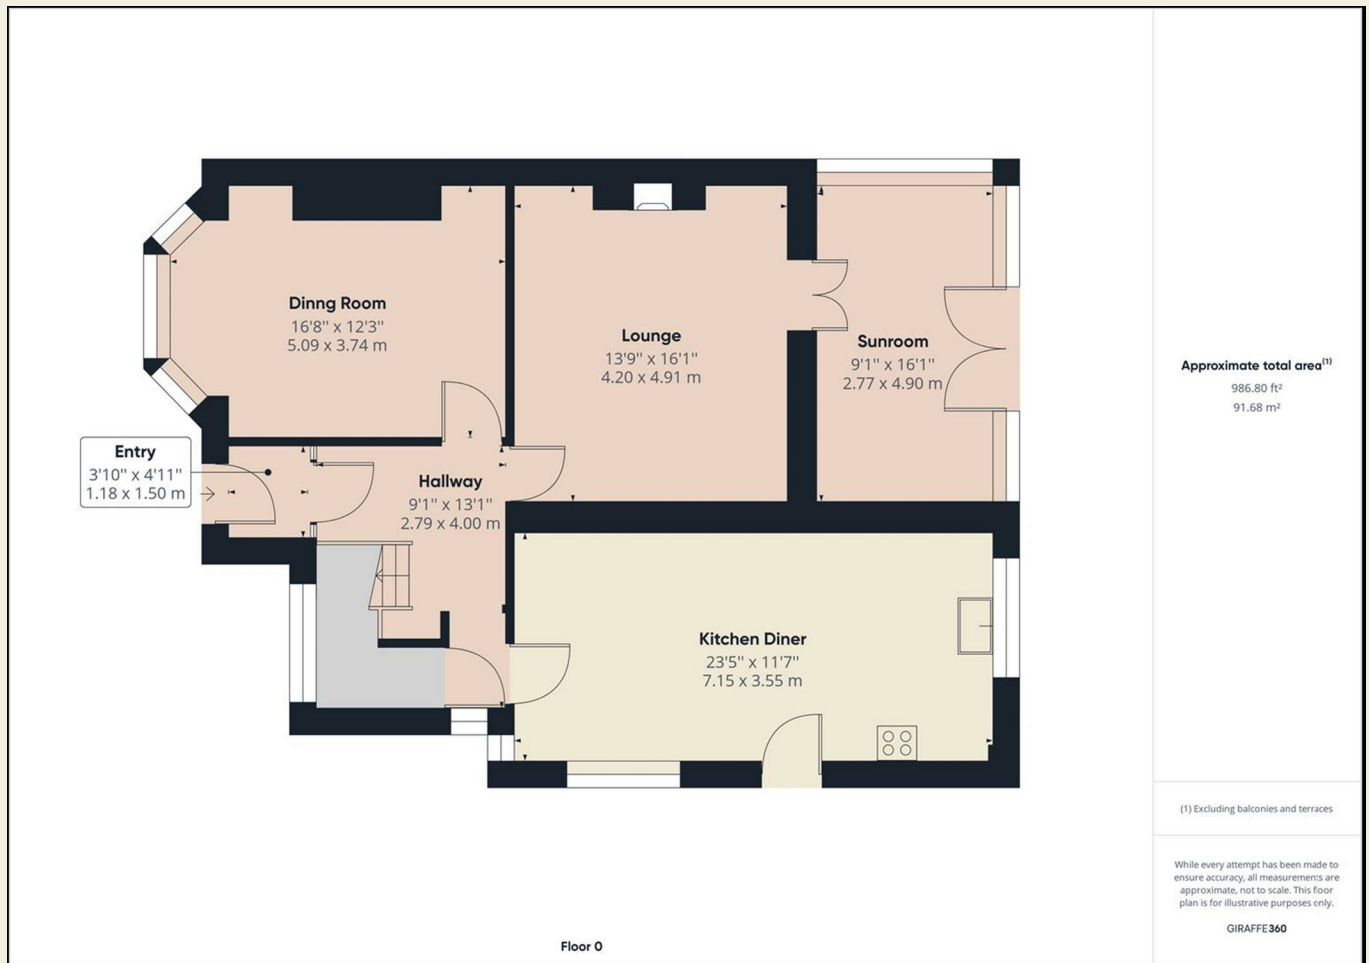 Dinng Room
16'8'' x 12'3''
5.09 x 3.74 m
Lounge
13'9'' x 16'1''
4.20 x 4.91 m
Sunroom
9'1'' x 16'1''
2.77 x 4.90 m
Entry
3'10'' x 4'11''
1.18 x 1.50 m
Hallway
9'1'' x 13'1''
2.79 x 4.00 m
Kitchen Diner
23'5'' x 11'7''
7.15 x 3.55 m
Floor 0
Approximate total area(1)
986.80 ft²
91.68 m²
(1) Excluding balconies and terraces
While every attempt has been made to
ensure accuracy, all measurements are
approximate, not to scale. This floor
plan is for illustrative purposes only.
GIRAFFE360